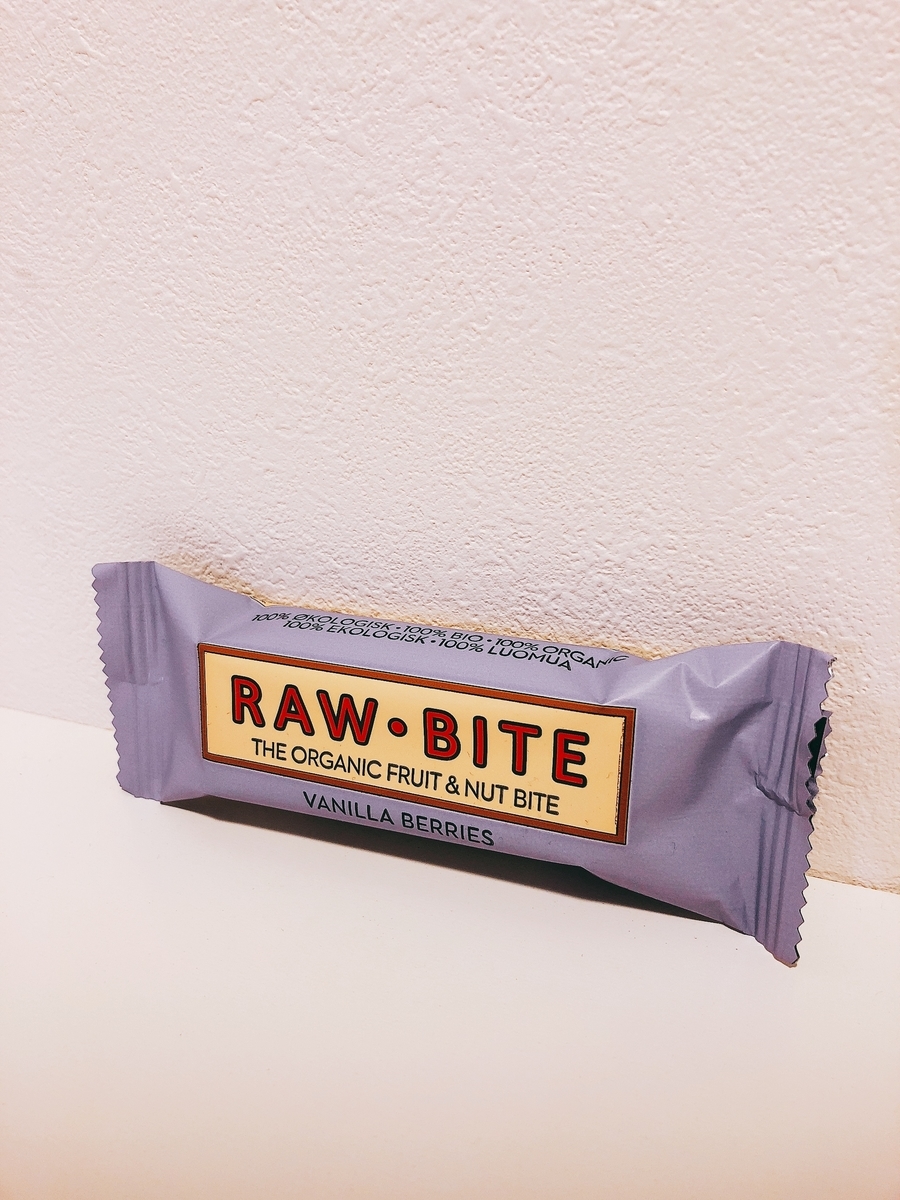 100% ØKOLOGISK • 100% BIO • 100% ORGANIC
100% EKOLOGISK • 100% LUOMUA
RAW•BITE
THE ORGANIC FRUIT & NUT BITE
VANILLA BERRIES